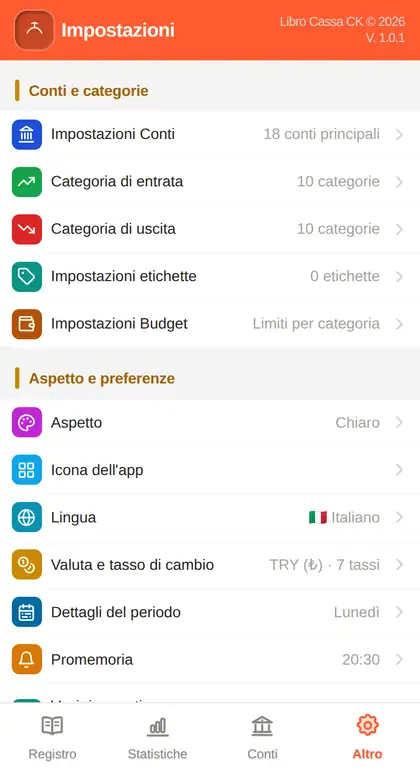 Impostazioni
Libro Cassa CK © 2026
V. 1.0.1
Conti e categorie
Impostazioni Conti 18 conti principali
Categoria di entrata 10 categorie
Categoria di uscita 10 categorie
Impostazioni etichette 0 etichette
Impostazioni Budget Limiti per categoria
Aspetto e preferenze
Aspetto Chiaro
Icona dell'app
Lingua 🇮🇹 Italiano
Valuta e tasso di cambio TRY (₺) · 7 tassi
Dettagli del periodo Lunedì
Promemoria 20:30
Registro Statistiche Conti Altro